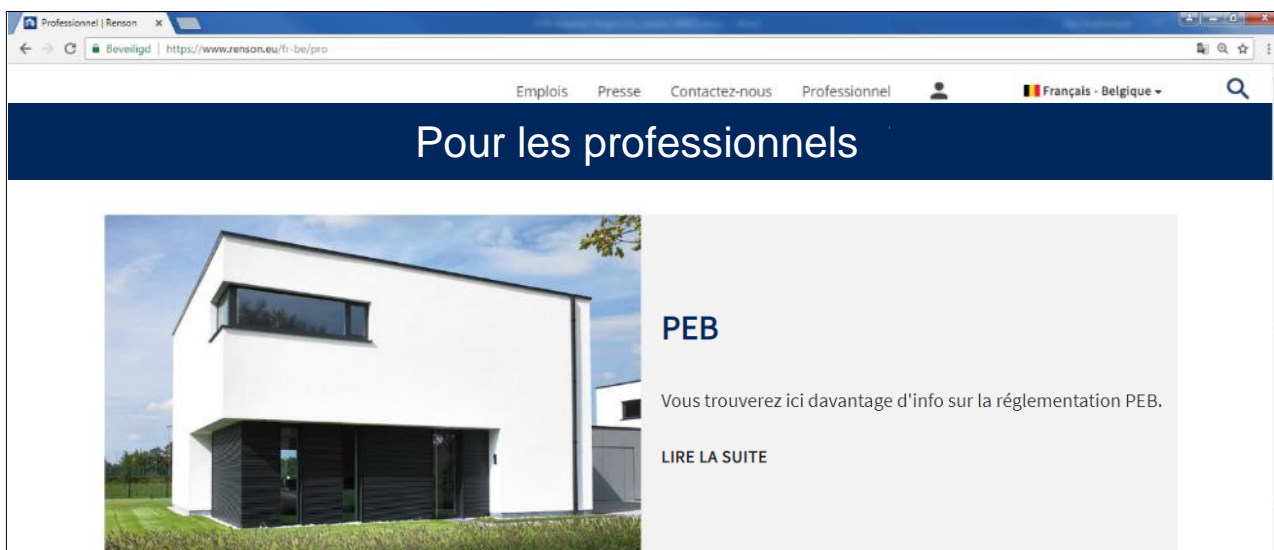 Professionnel | Renson
Beveiligd | https://www.renson.eu/fr-be/pro
Emplois Presse Contactez-nous Professionnel Français - Belgique
Pour les professionnels
PEB
Vous trouverez ici davantage d'info sur la réglementation PEB.
LIRE LA SUITE